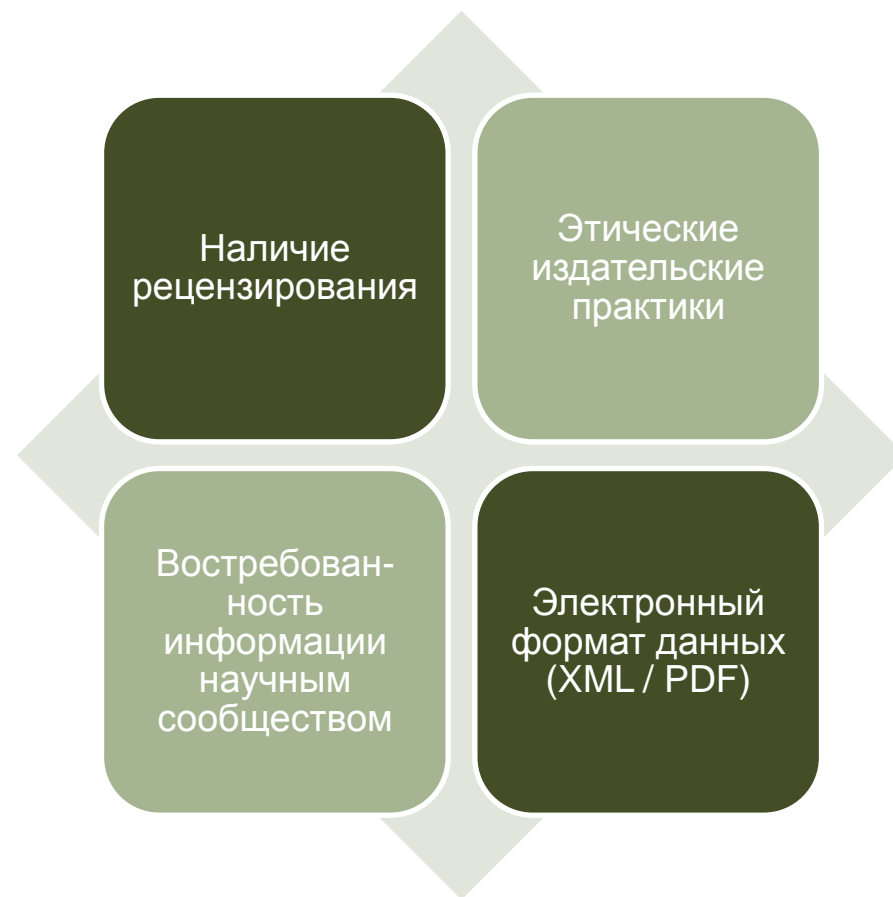 Наличие
рецензирования
Этические
издательские
практики
Востребован-
ность
информации
научным
сообществом
Электронный
формат данных
(XML / PDF)